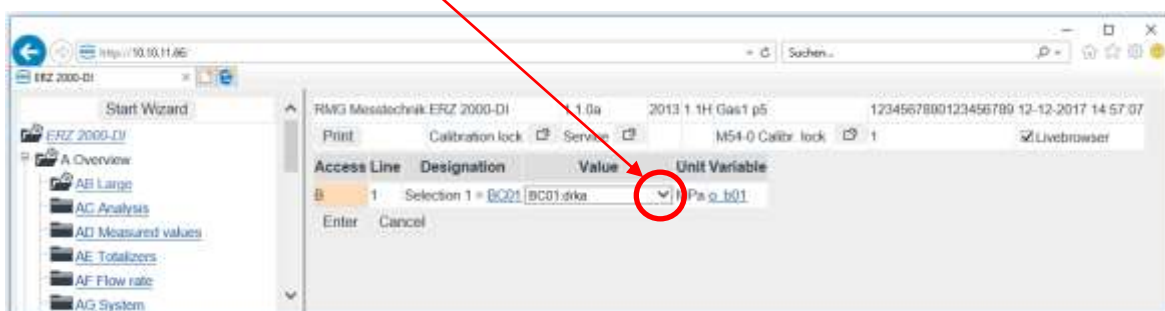 http://10.10.11.66/
Suchen...
ERZ 2000-DI
Start Wizard
RMG Messtechnik ERZ 2000-DI 1.1 0a 2013 1 1H Gas1 p5 1234567890123456789 12-12-2017 14:57:07
ERZ 2000-DI
Print Calibration lock Service M54-0 Calibr. lock 1 Livebrowser
A Overview
Access Line Designation Value Unit Variable
AB Large
B 1 Selection 1 = BC01 BC01:drka MPa o_b01
AC Analysis
Enter Cancel
AD Measured values
AE Totalizers
AF Flow rate
AG System